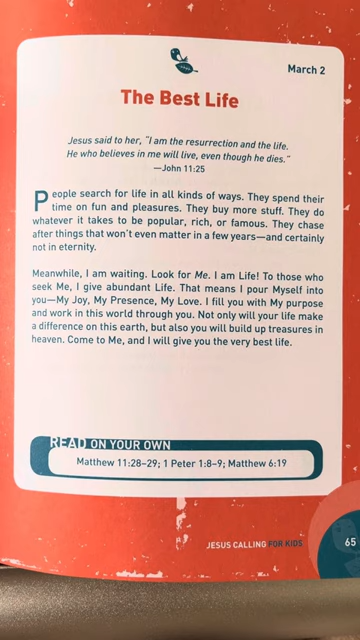 March 2
The Best Life
Jesus said to her, “I am the resurrection and the life.
He who believes in me will live, even though he dies.”
—John 11:25
People search for life in all kinds of ways. They spend their
time on fun and pleasures. They buy more stuff. They do
whatever it takes to be popular, rich, or famous. They chase
after things that won’t even matter in a few years—and certainly
not in eternity.
Meanwhile, I am waiting. Look for Me. I am Life! To those who
seek Me, I give abundant Life. That means I pour Myself into
you—My Joy, My Presence, My Love. I fill you with My purpose
and work in this world through you. Not only will your life make
a difference on this earth, but also you will build up treasures in
heaven. Come to Me, and I will give you the very best life.
READ ON YOUR OWN
Matthew 11:28–29; 1 Peter 1:8–9; Matthew 6:19
JESUS CALLING FOR KIDS 65